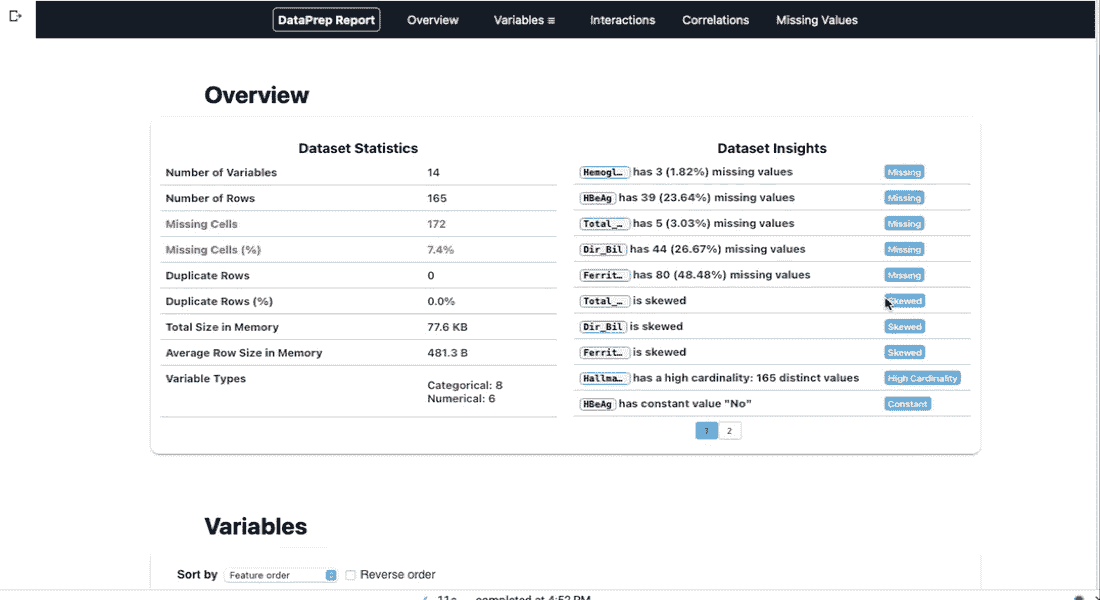 DataPrep Report Overview Variables ≡ Interactions Correlations Missing Values
Overview
Dataset Statistics
Number of Variables 14
Number of Rows 165
Missing Cells 172
Missing Cells (%) 7.4%
Duplicate Rows 0
Duplicate Rows (%) 0.0%
Total Size in Memory 77.6 KB
Average Row Size in Memory 481.3 B
Variable Types
Categorical: 8
Numerical: 6
Dataset Insights
Hemogl… has 3 (1.82%) missing values Missing
HBeAg has 39 (23.64%) missing values Missing
Total_… has 5 (3.03%) missing values Missing
Dir_Bil has 44 (26.67%) missing values Missing
Ferrit… has 80 (48.48%) missing values Missing
Total_… is skewed Skewed
Dir_Bil is skewed Skewed
Ferrit… is skewed Skewed
Hallma… has a high cardinality: 165 distinct values High Cardinality
HBeAg has constant value "No" Constant
1 2
Variables
Sort by Feature order Reverse order
11s completed at 4:52 PM